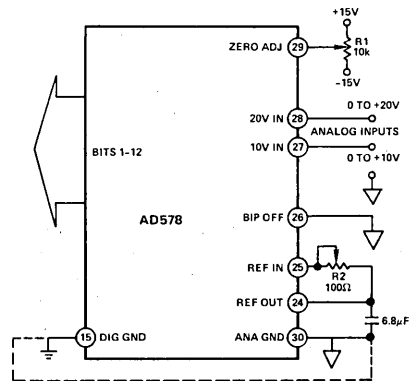 +15V
ZERO ADJ 29
R1
10k
-15V
20V IN 28
0 TO +20V
ANALOG INPUTS
10V IN 27
0 TO +10V
BITS 1-12
BIP OFF 26
AD578
REF IN 25
R2
100Ω
REF OUT 24
6.8µF
15 DIG GND
ANA GND 30